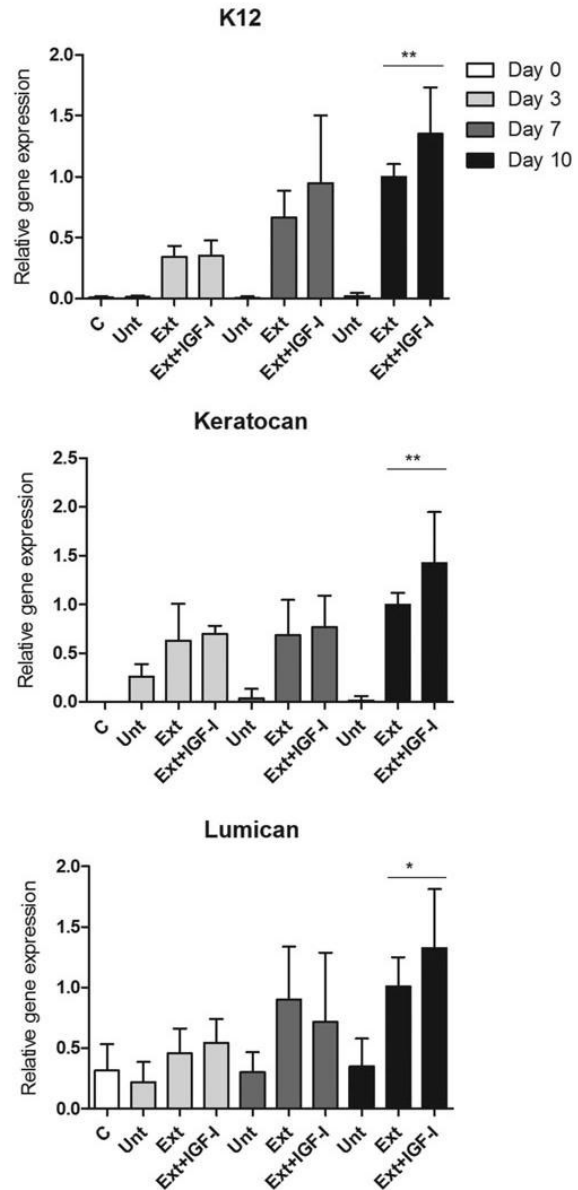 K12
Relative gene expression
2.0
1.5
1.0
0.5
0.0
C
Unt
Ext
Ext+IGF-I
Unt
Ext
Ext+IGF-I
Unt
Ext
Ext+IGF-I
**
Day 0
Day 3
Day 7
Day 10
Keratocan
Relative gene expression
2.5
2.0
1.5
1.0
0.5
0.0
C
Unt
Ext
Ext+IGF-I
Unt
Ext
Ext+IGF-I
Unt
Ext
Ext+IGF-I
**
Lumican
Relative gene expression
2.0
1.5
1.0
0.5
0.0
C
Unt
Ext
Ext+IGF-I
Unt
Ext
Ext+IGF-I
Unt
Ext
Ext+IGF-I
*